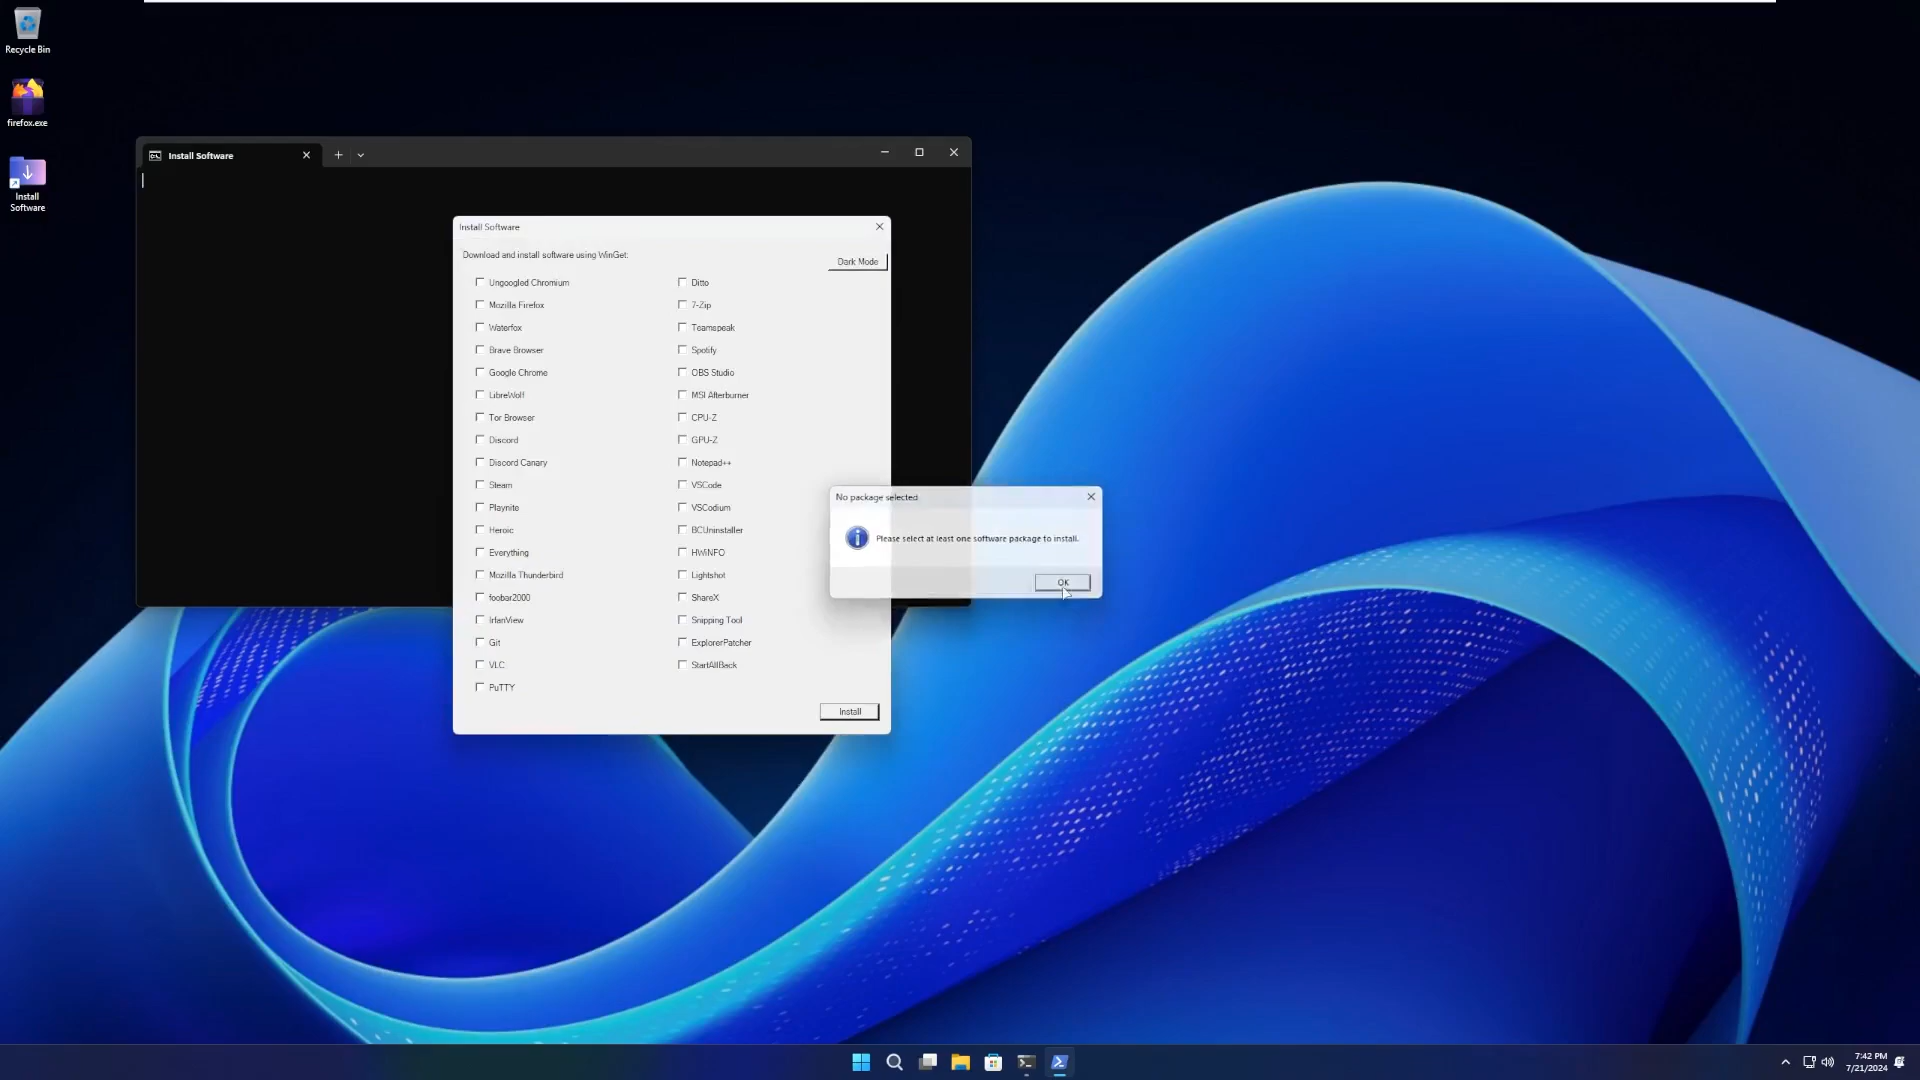 Recycle Bin
firefox.exe
Install
Software
Install Software
Install Software
Download and install software using WinGet:
Dark Mode
Ungoogled Chromium
Mozilla Firefox
Waterfox
Brave Browser
Google Chrome
LibreWolf
Tor Browser
Discord
Discord Canary
Steam
Playnite
Heroic
Everything
Mozilla Thunderbird
foobar2000
IrfanView
Git
VLC
PuTTY
Ditto
7-Zip
Teamspeak
Spotify
OBS Studio
MSI Afterburner
CPU-Z
GPU-Z
Notepad++
VSCode
VSCodium
BCUninstaller
HWiNFO
Lightshot
ShareX
Snipping Tool
ExplorerPatcher
StartAllBack
Install
No package selected
Please select at least one software package to install.
OK
7:42 PM
7/21/2024